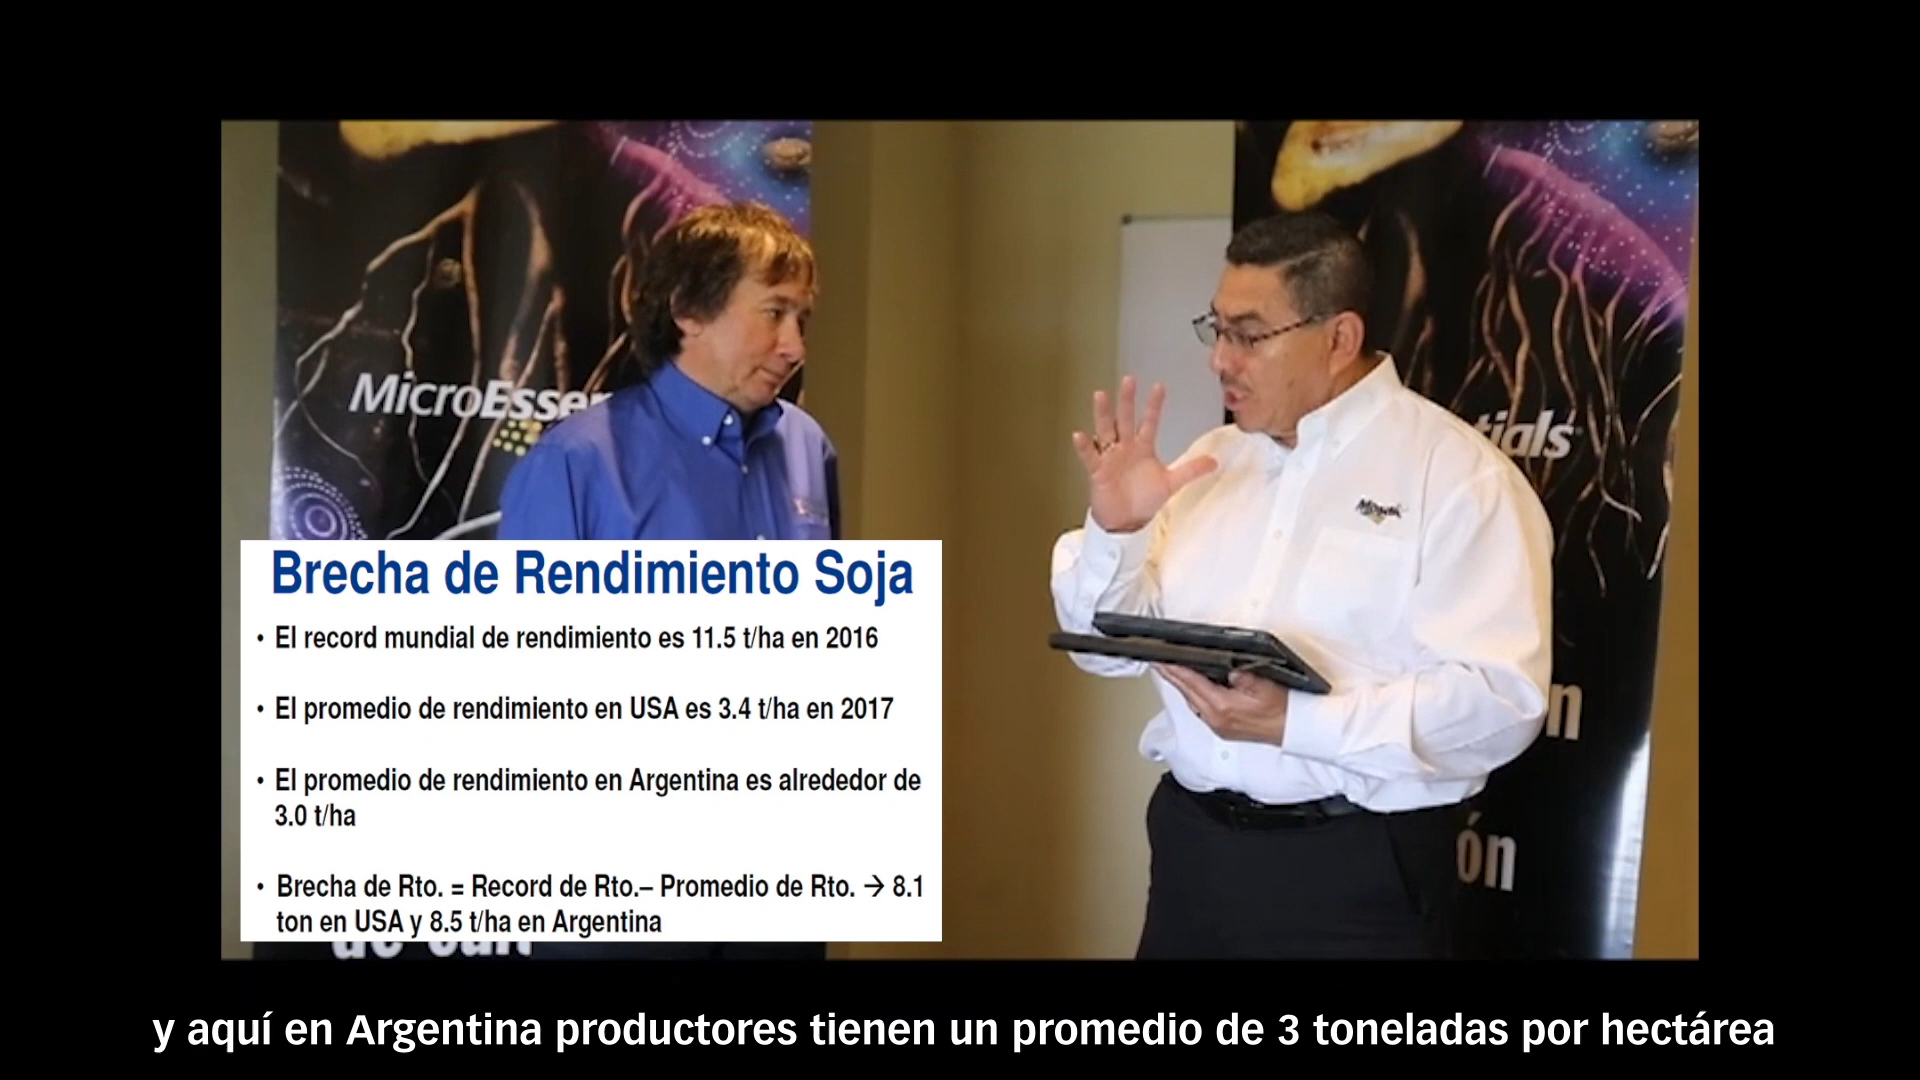 MicroEssen
tials
Mosaic
Brecha de Rendimiento Soja
• El record mundial de rendimiento es 11.5 t/ha en 2016
• El promedio de rendimiento en USA es 3.4 t/ha en 2017
• El promedio de rendimiento en Argentina es alrededor de
3.0 t/ha
• Brecha de Rto. = Record de Rto.– Promedio de Rto. → 8.1
ton en USA y 8.5 t/ha en Argentina
n
ón
y aquí en Argentina productores tienen un promedio de 3 toneladas por hectárea